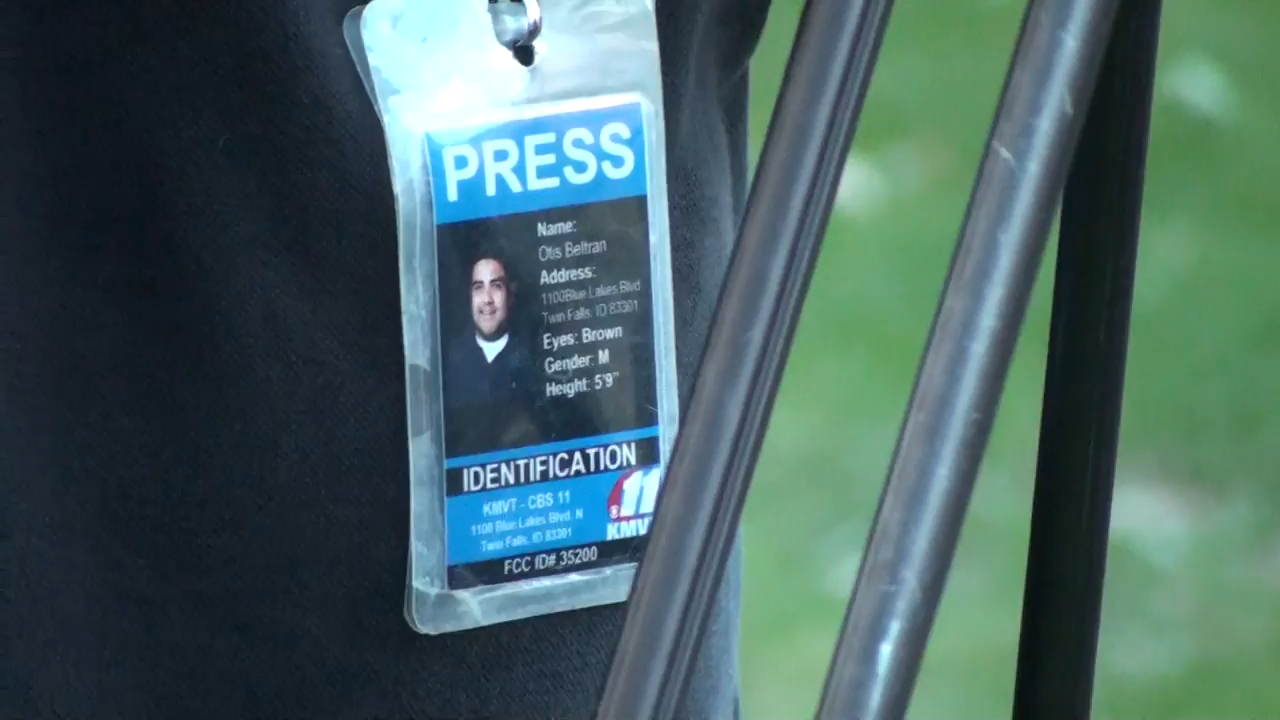 PRESS
Name:
Otis Beltran
Address:
1100Blue Lakes Blvd
Twin Falls, ID 83301
Eyes: Brown
Gender: M
Height: 5'9"
IDENTIFICATION
KMVT - CBS 11
1100 Blue Lakes Blvd. N
Twin Falls, ID 83301
11
KMV
FCC ID# 35200